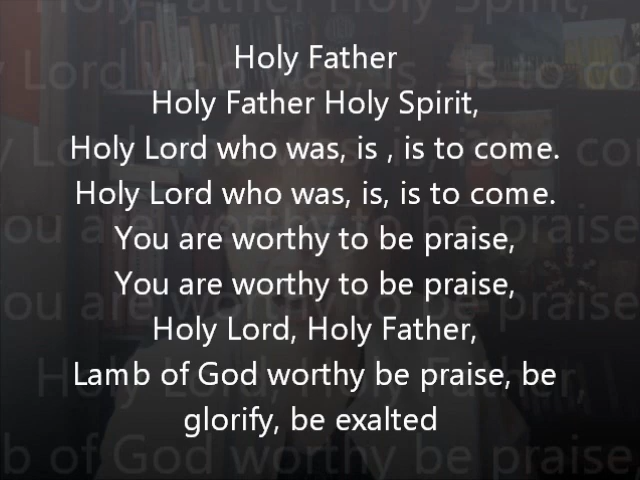 Holy Father
Holy Father Holy Spirit,
Holy Lord who was, is , is to come.
Holy Lord who was, is, is to come.
You are worthy to be praise,
You are worthy to be praise,
Holy Lord, Holy Father,
Lamb of God worthy be praise, be
glorify, be exalted